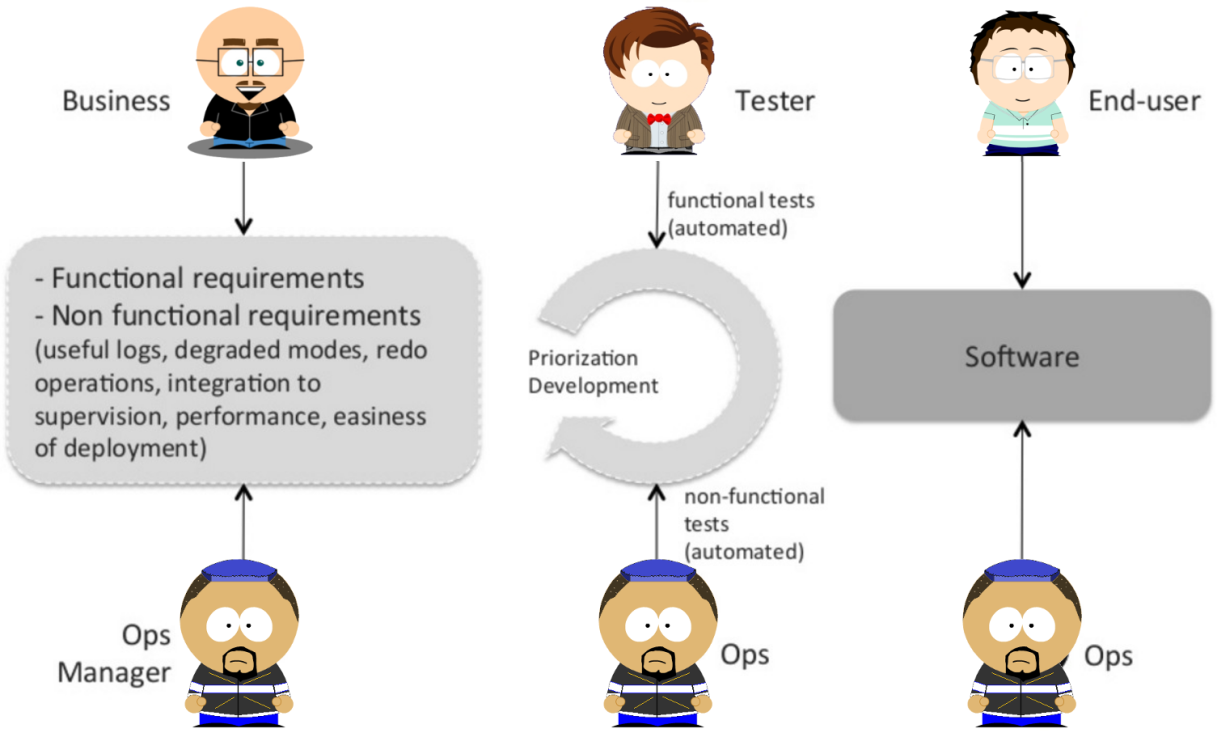 Business
Tester
End-user
functional tests
(automated)
- Functional requirements
- Non functional requirements
(useful logs, degraded modes, redo
operations, integration to
supervision, performance, easiness
of deployment)
Priorization
Development
Software
non-functional
tests
(automated)
Ops
Manager
Ops
Ops